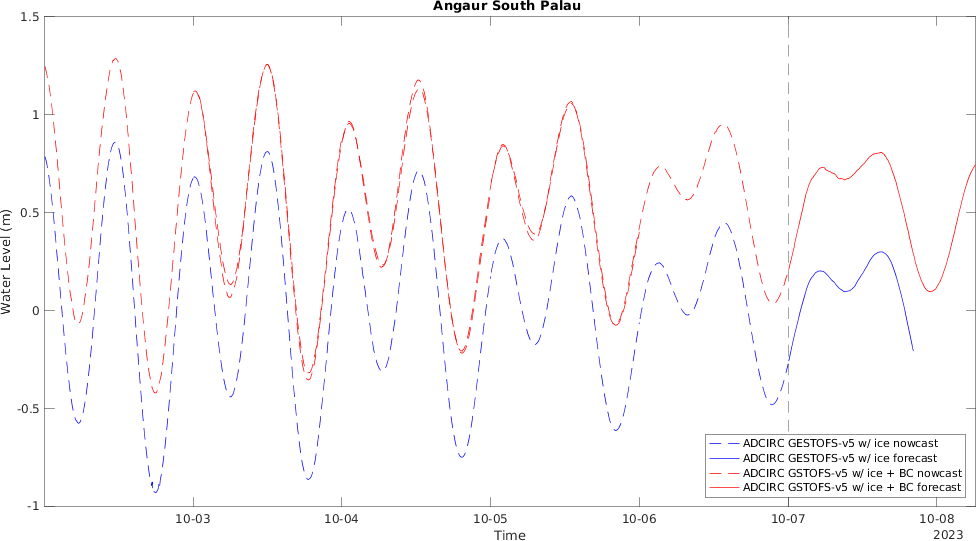 Angaur South Palau
1.5
1
0.5
0
-0.5
-1
Water Level (m)
10-03
10-04
10-05
10-06
10-07
10-08
Time
2023
ADCIRC GESTOFS-v5 w/ ice nowcast
ADCIRC GESTOFS-v5 w/ ice forecast
ADCIRC GSTOFS-v5 w/ ice + BC nowcast
ADCIRC GSTOFS-v5 w/ ice + BC forecast